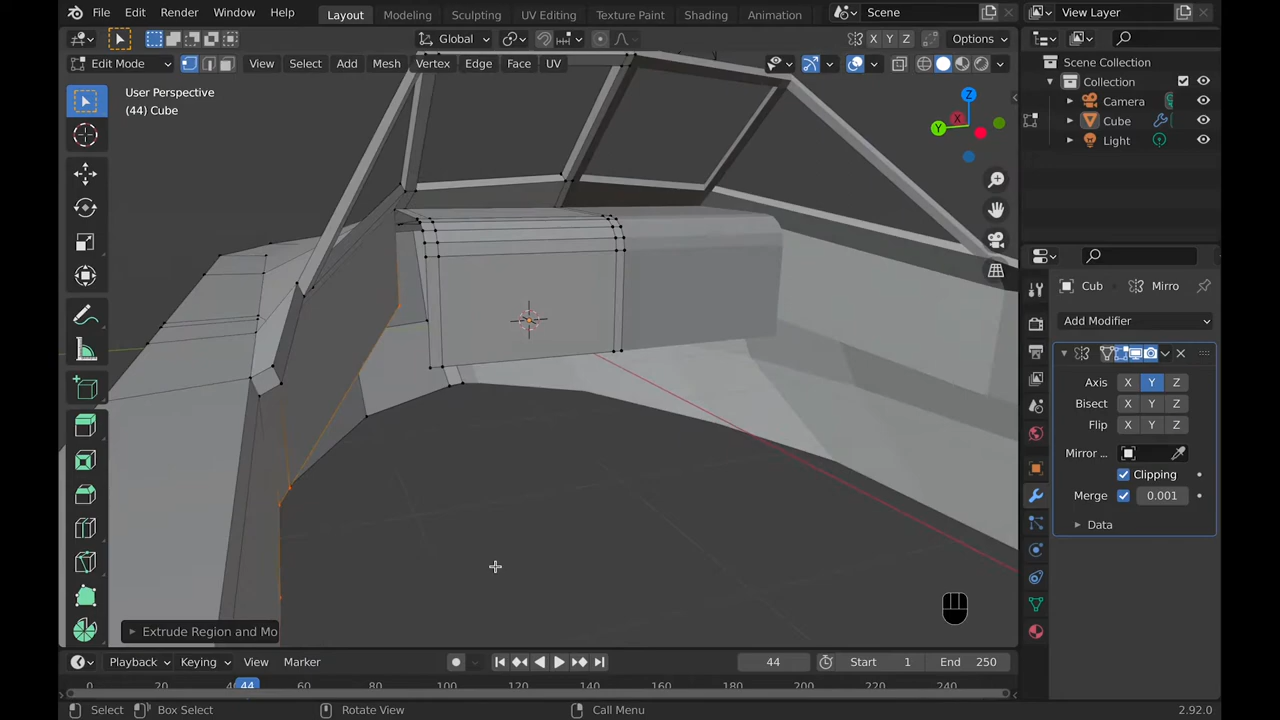 File Edit Render Window Help Layout Modeling Sculpting UV Editing Texture Paint Shading Animation Scene View Layer
Global X Y Z Options
Edit Mode View Select Add Mesh Vertex Edge Face UV
User Perspective
(44) Cube
Z
X
Y
Scene Collection
Collection
Camera
Cube
Light
Cub Mirro
Add Modifier
Axis X Y Z
Bisect X Y Z
Flip X Y Z
Mirror ...
Clipping
Merge 0.001
Data
Extrude Region and Mo
Playback Keying View Marker 44 Start 1 End 250
0 20 44 60 80 100 120 140 160 180 200 220 240
Select Box Select Rotate View Call Menu 2.92.0